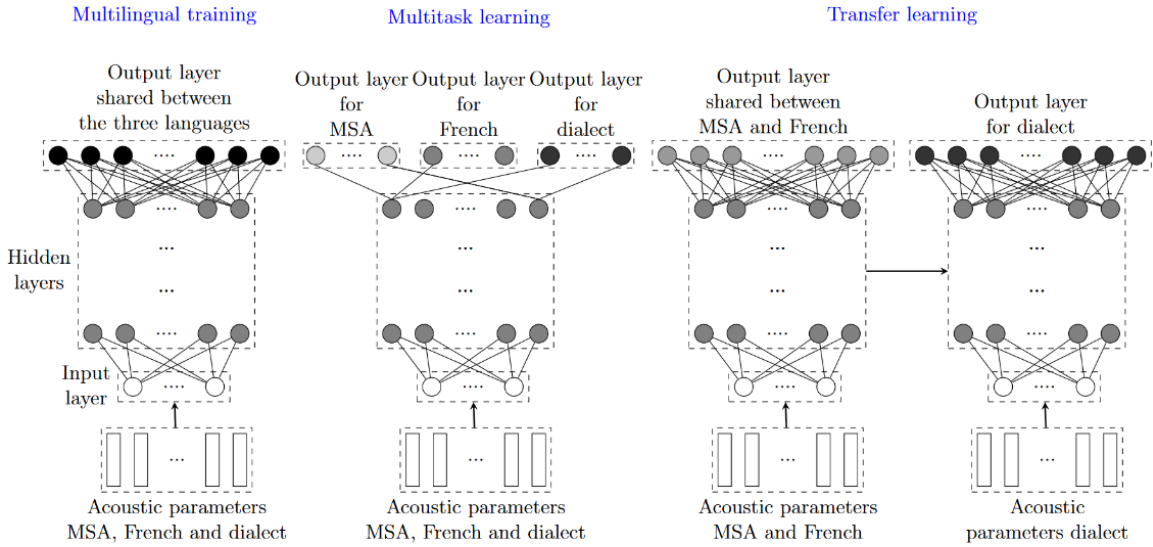 Multilingual training
Multitask learning
Transfer learning
Output layer
shared between
the three languages
Output layer
for
MSA
Output layer
for
French
Output layer
for
dialect
Output layer
shared between
MSA and French
Output layer
for dialect
....
....
....
....
....
....
....
....
....
....
...
...
...
...
...
...
...
...
Hidden
layers
....
....
....
....
Input
layer
....
....
....
....
...
...
...
...
Acoustic parameters
MSA, French and dialect
Acoustic parameters
MSA, French and dialect
Acoustic parameters
MSA and French
Acoustic
parameters dialect